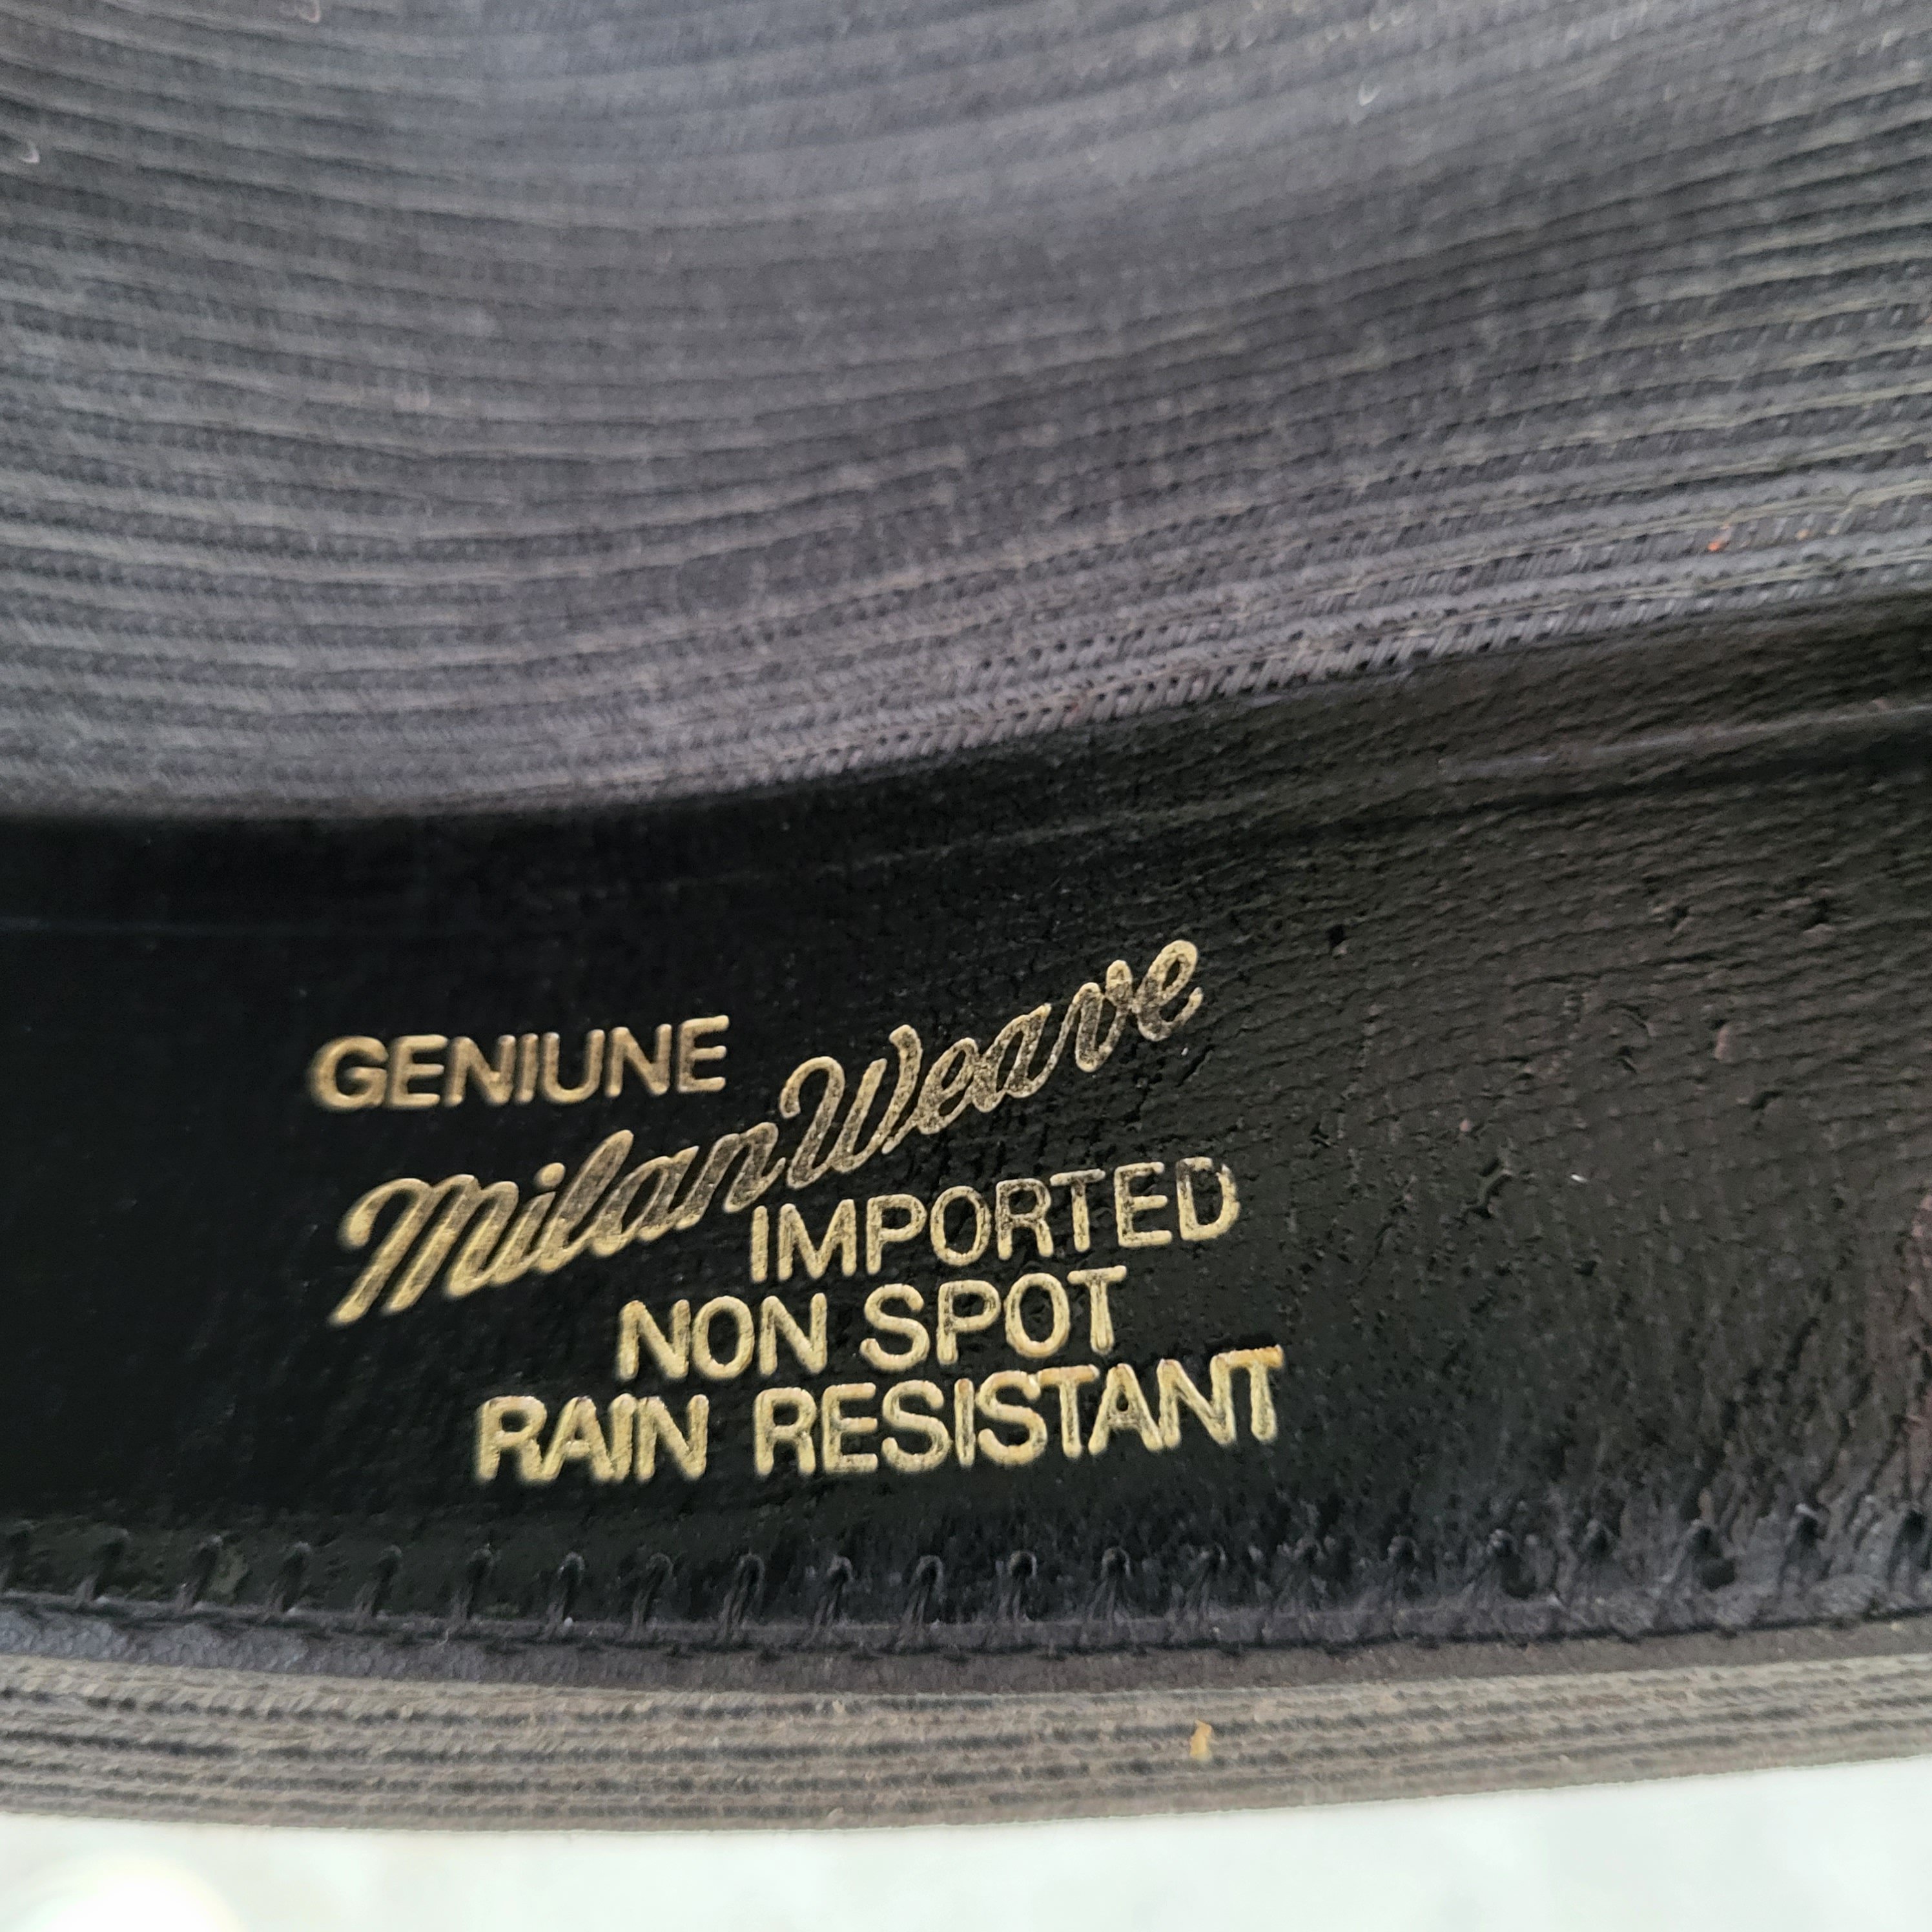 GENIUNE
Milan Weave
IMPORTED
NON SPOT
RAIN RESISTANT